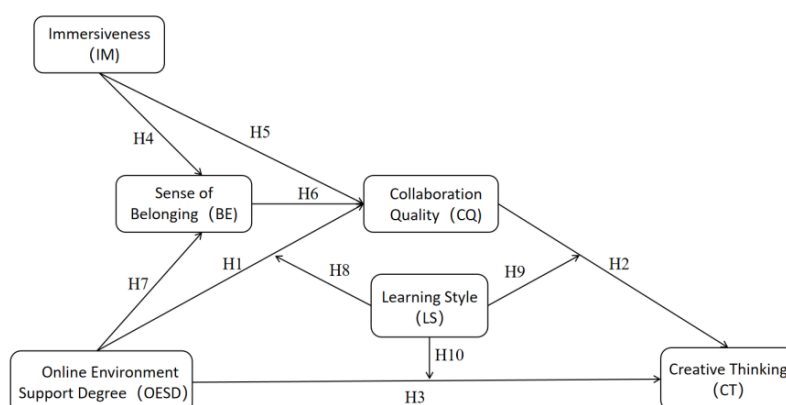 Immersiveness
（IM）
H4
H5
Sense of
Belonging（BE）
H6
Collaboration
Quality（CQ）
H7
H1
H8
Learning Style
（LS）
H9
H2
H10
Online Environment
Support Degree（OESD）
H3
Creative Thinking
（CT）